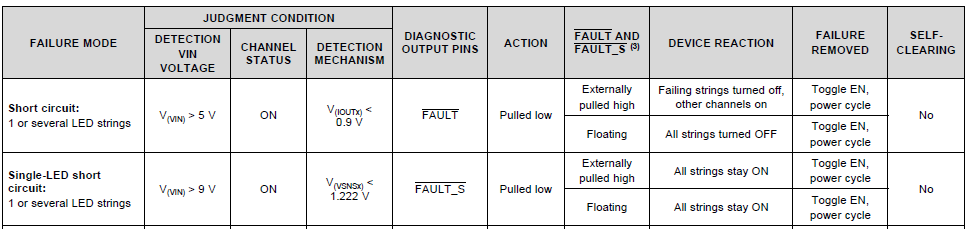 FAILURE MODE
JUDGMENT CONDITION
DETECTION
VIN
VOLTAGE
CHANNEL
STATUS
DETECTION
MECHANISM
DIAGNOSTIC
OUTPUT PINS
ACTION
FAULT AND
FAULT_S (3)
DEVICE REACTION
FAILURE
REMOVED
SELF-
CLEARING
Short circuit:
1 or several LED strings
V(VIN) > 5 V
ON
V(IOUTx) <
0.9 V
FAULT
Pulled low
Externally
pulled high
Failing strings turned off,
other channels on
Toggle EN,
power cycle
No
Floating
All strings turned OFF
Toggle EN,
power cycle
Single-LED short
circuit:
1 or several LED strings
V(VIN) > 9 V
ON
V(VSNSx) <
1.222 V
FAULT_S
Pulled low
Externally
pulled high
All strings stay ON
Toggle EN,
power cycle
No
Floating
All strings stay ON
Toggle EN,
power cycle